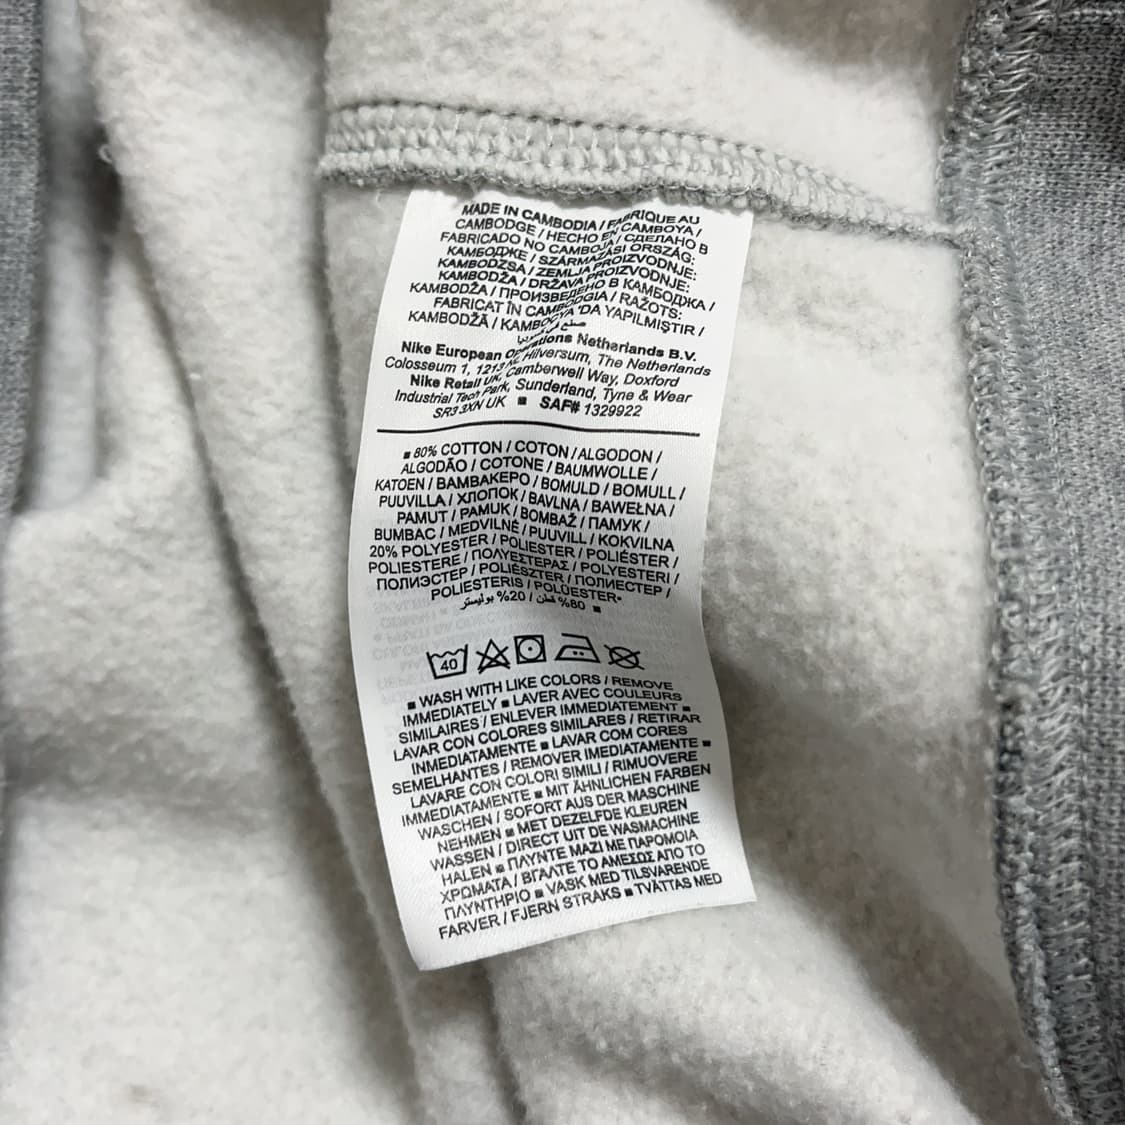 MADE IN CAMBODIA / FABRIQUE AU
CAMBODGE / HECHO EN CAMBOYA /
FABRICADO NO CAMBOJA / СДЕЛАНО В
КАМБОДЖЕ / SZÁRMAZÁSI ORSZÁG:
KAMBODZSA / ZEMLJA PROIZVODNJE:
KAMBODŽA / DRŽAVA PROIZVODNJE:
KAMBODŽA / ПРОИЗВЕДЕНО В КАМБОДЖА /
FABRICAT ÎN CAMBODGIA / RAŽOTS:
KAMBODŽĀ / KAMBOÇYA 'DA YAPILMIŞTIR /
صنع في
Nike European Operations Netherlands B.V.
Colosseum 1, 1213 NL Hilversum, The Netherlands
Nike Retail UK, Camberwell Way, Doxford
Industrial Tech Park, Sunderland, Tyne & Wear
SR3 3XN UK ■ SAF# 1329922
■ 80% COTTON / COTON / ALGODON /
ALGODÃO / COTONE / BAUMWOLLE /
KATOEN / ΒΑΜΒΑΚΕΡΟ / BOMULD / BOMULL /
PUUVILLA / ХЛОПОК / BAVLNA / BAWEŁNA /
PAMUT / PAMUK / BOMBAŽ / ПАМУК /
BUMBAC / MEDVILNĖ / PUUVILL / KOKVILNA
20% POLYESTER / POLIESTER / POLIÉSTER /
POLIESTERE / ΠΟΛΥΕΣΤΕΡΑΣ / POLYESTERI /
ПОЛИЭСТЕР / POLIÉSZTER / ПОЛИЕСТЕР /
POLIESTERIS / POLÜESTER"
80% قطن / 20% بوليستر ■
40
■ WASH WITH LIKE COLORS / REMOVE
IMMEDIATELY ■ LAVER AVEC COULEURS
SIMILAIRES / ENLEVER IMMEDIATEMENT ■
LAVAR CON COLORES SIMILARES / RETIRAR
INMEDIATAMENTE ■ LAVAR COM CORES
SEMELHANTES / REMOVER IMEDIATAMENTE ■
LAVARE CON COLORI SIMILI / RIMUOVERE
IMMEDIATAMENTE ■ MIT ÄHNLICHEN FARBEN
WASCHEN / SOFORT AUS DER MASCHINE
NEHMEN ■ MET DEZELFDE KLEUREN
WASSEN / DIRECT UIT DE WASMACHINE
HALEN ■ ΠΛΥΝΤΕ ΜΑΖΙ ΜΕ ΠΑΡΟΜΟΙΑ
ΧΡΩΜΑΤΑ / ΒΓΑΛΤΕ ΤΟ ΑΜΕΣΩΣ ΑΠΟ ΤΟ
ΠΛΥΝΤΗΡΙΟ ■ VASK MED TILSVARENDE
FARVER / FJERN STRAKS ■ TVÄTTAS MED